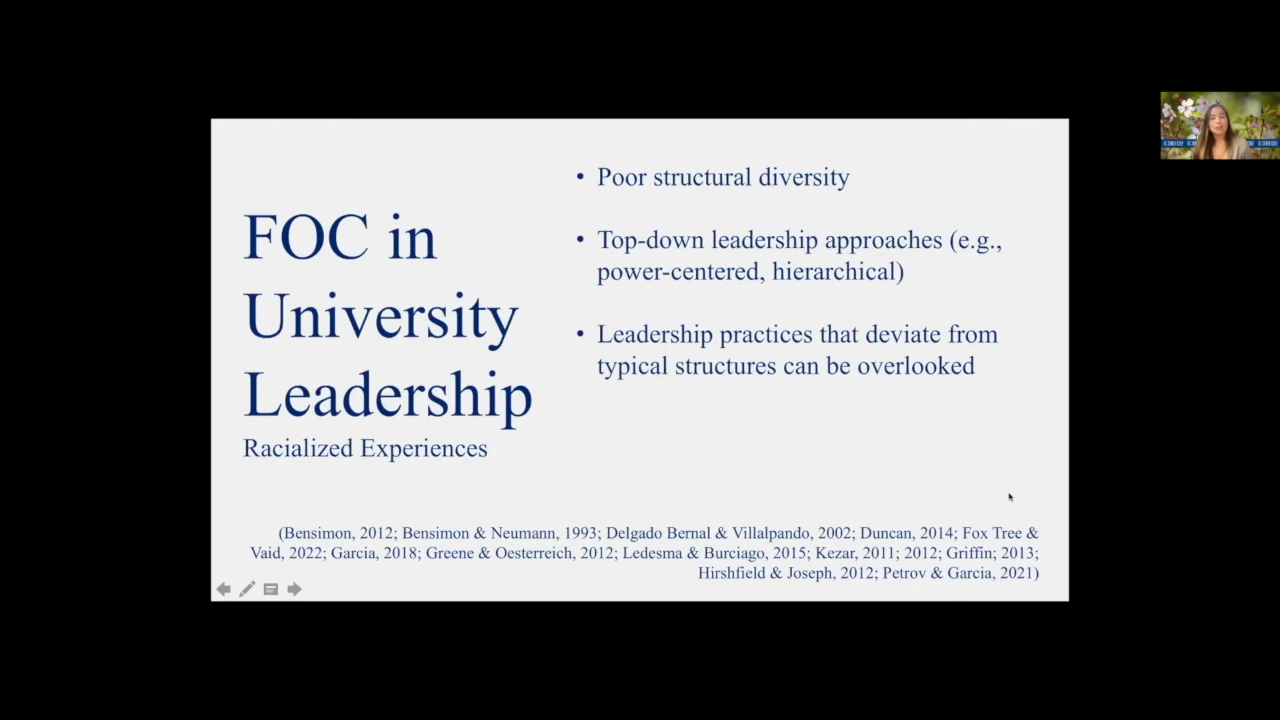 FOC in
University
Leadership
Racialized Experiences
• Poor structural diversity
• Top-down leadership approaches (e.g.,
power-centered, hierarchical)
• Leadership practices that deviate from
typical structures can be overlooked
(Bensimon, 2012; Bensimon & Neumann, 1993; Delgado Bernal & Villalpando, 2002; Duncan, 2014; Fox Tree &
Vaid, 2022; Garcia, 2018; Greene & Oesterreich, 2012; Ledesma & Burciago, 2015; Kezar, 2011; 2012; Griffin; 2013;
Hirshfield & Joseph, 2012; Petrov & Garcia, 2021)